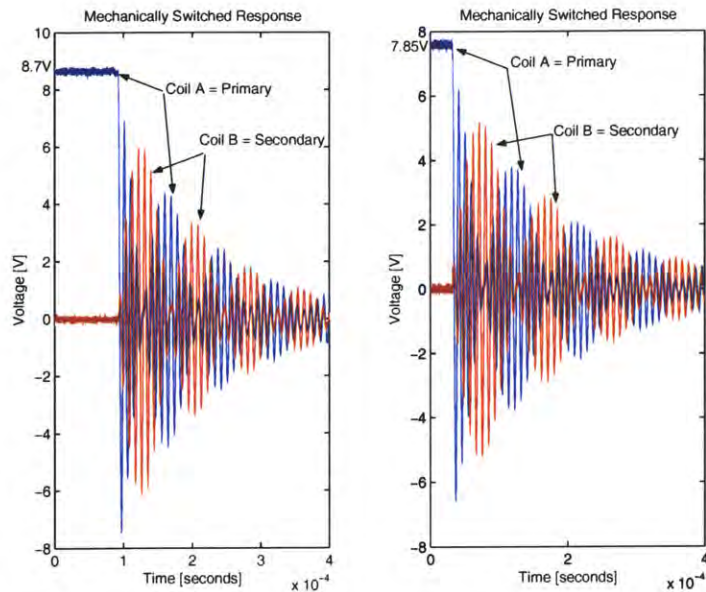 Mechanically Switched Response
10
8.7V
8
6
4
2
0
−2
−4
−6
−8
Voltage [V]
Coil A = Primary
Coil B = Secondary
0
1
2
3
4
Time [seconds]
x 10⁻⁴
Mechanically Switched Response
8
7.85V
6
4
2
0
−2
−4
−6
−8
Voltage [V]
Coil A = Primary
Coil B = Secondary
0
2
4
Time [seconds]
x 10⁻⁴